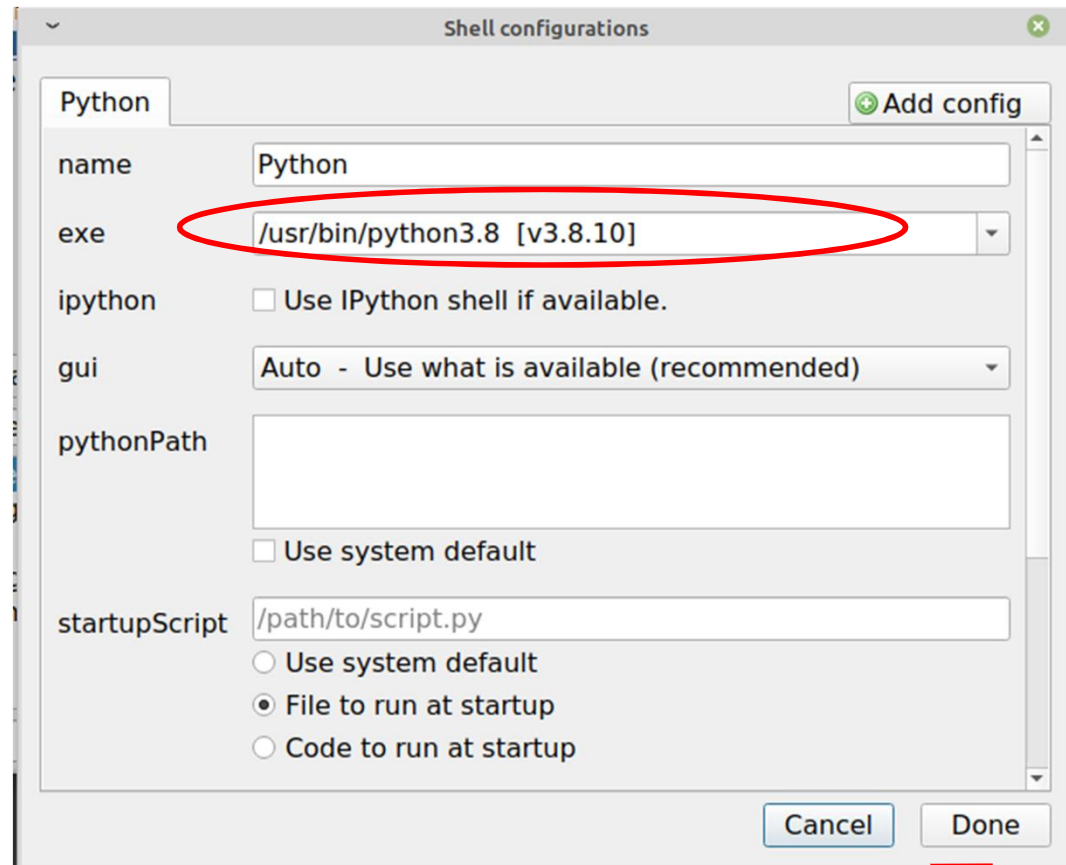 Shell configurations
Python
Add config
name
Python
exe
/usr/bin/python3.8  [v3.8.10]
ipython
Use IPython shell if available.
gui
Auto  -  Use what is available (recommended)
pythonPath
Use system default
startupScript
/path/to/script.py
Use system default
File to run at startup
Code to run at startup
Cancel
Done